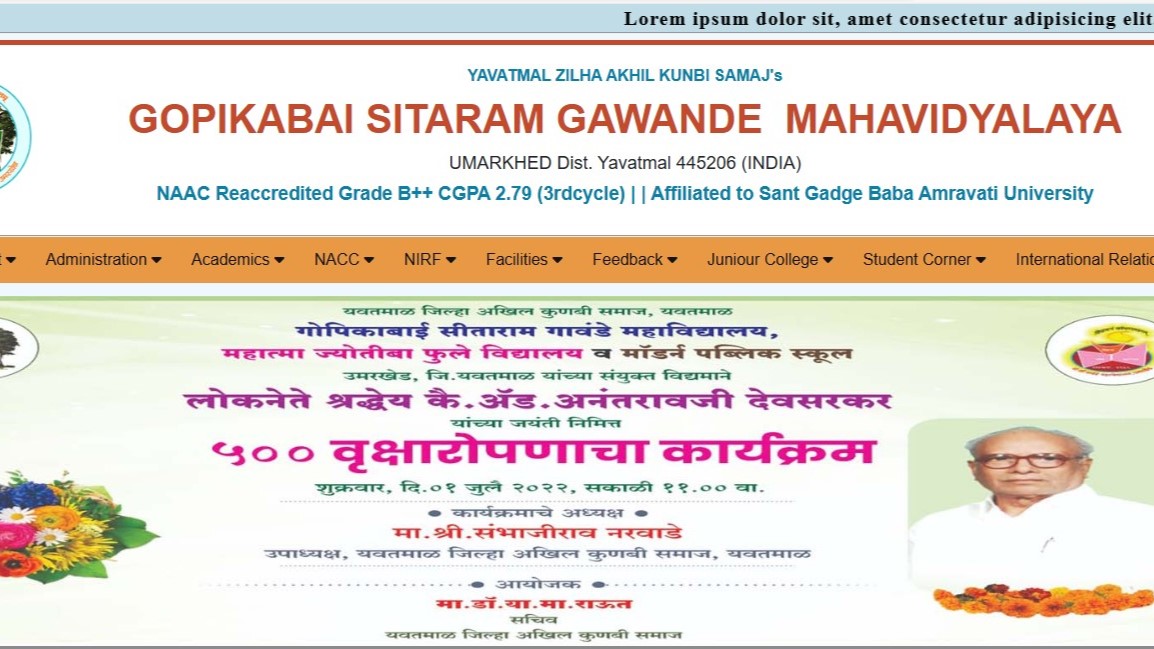 Lorem ipsum dolor sit, amet consectetur adipisicing elit
YAVATMAL ZILHA AKHIL KUNBI SAMAJ's
GOPIKABAI SITARAM GAWANDE MAHAVIDYALAYA
UMARKHED Dist. Yavatmal 445206 (INDIA)
NAAC Reaccredited Grade B++ CGPA 2.79 (3rdcycle) | | Affiliated to Sant Gadge Baba Amravati University
Administration Academics NACC NIRF Facilities Feedback Juniour College Student Corner International
यवतमाळ जिल्हा अखिल कुणबी समाज, यवतमाळ
गोपिकाबाई सीताराम गावंडे महाविद्यालय,
महात्मा ज्योतीबा फुले विद्यालय व मॉडर्न पब्लिक स्कूल
उमरखेड, जि.यवतमाळ यांच्या संयुक्त विद्यमाने
लोकनेते श्रद्धेय कै.ॲड.अनंतरावजी देवसरकर
यांच्या जयंती निमित्त
५०० वृक्षारोपणाचा कार्यक्रम
शुक्रवार, दि.०१ जुलै २०२२, सकाळी ११.०० वा.
कार्यक्रमाचे अध्यक्ष
मा.श्री.संभाजीराव नरवाडे
उपाध्यक्ष, यवतमाळ जिल्हा अखिल कुणबी समाज, यवतमाळ
आयोजक
मा.डॉ.या.मा.राऊत
सचिव
यवतमाळ जिल्हा अखिल कुणबी समाज